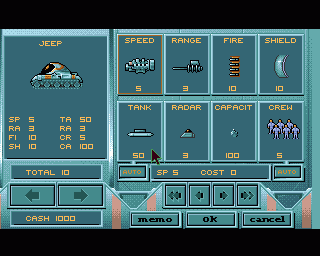 JEEP
SP 5 TA 50
RA 3 RA 3
FI 10 CR 5
SH 10 CA 100
TOTAL 10
CASH 1000
SPEED RANGE FIRE SHIELD
5 3 10 10
TANK RADAR CAPACIT CREW
50 3 100 5
AUTO SP 5 COST 0 AUTO
memo ok cancel